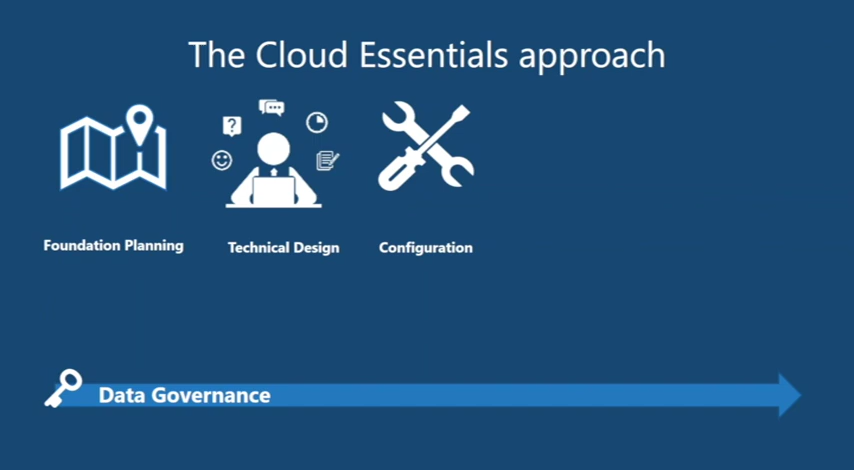 The Cloud Essentials approach
?
Foundation Planning
Technical Design
Configuration
Data Governance